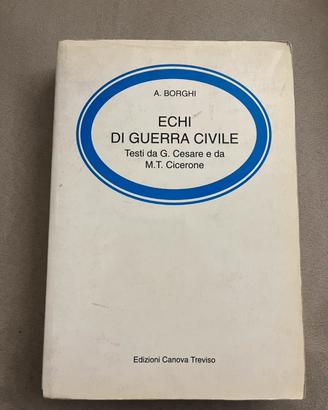 A. BORGHI
ECHI
DI GUERRA CIVILE
Testi da G. Cesare e da
M.T. Cicerone
Edizioni Canova Treviso